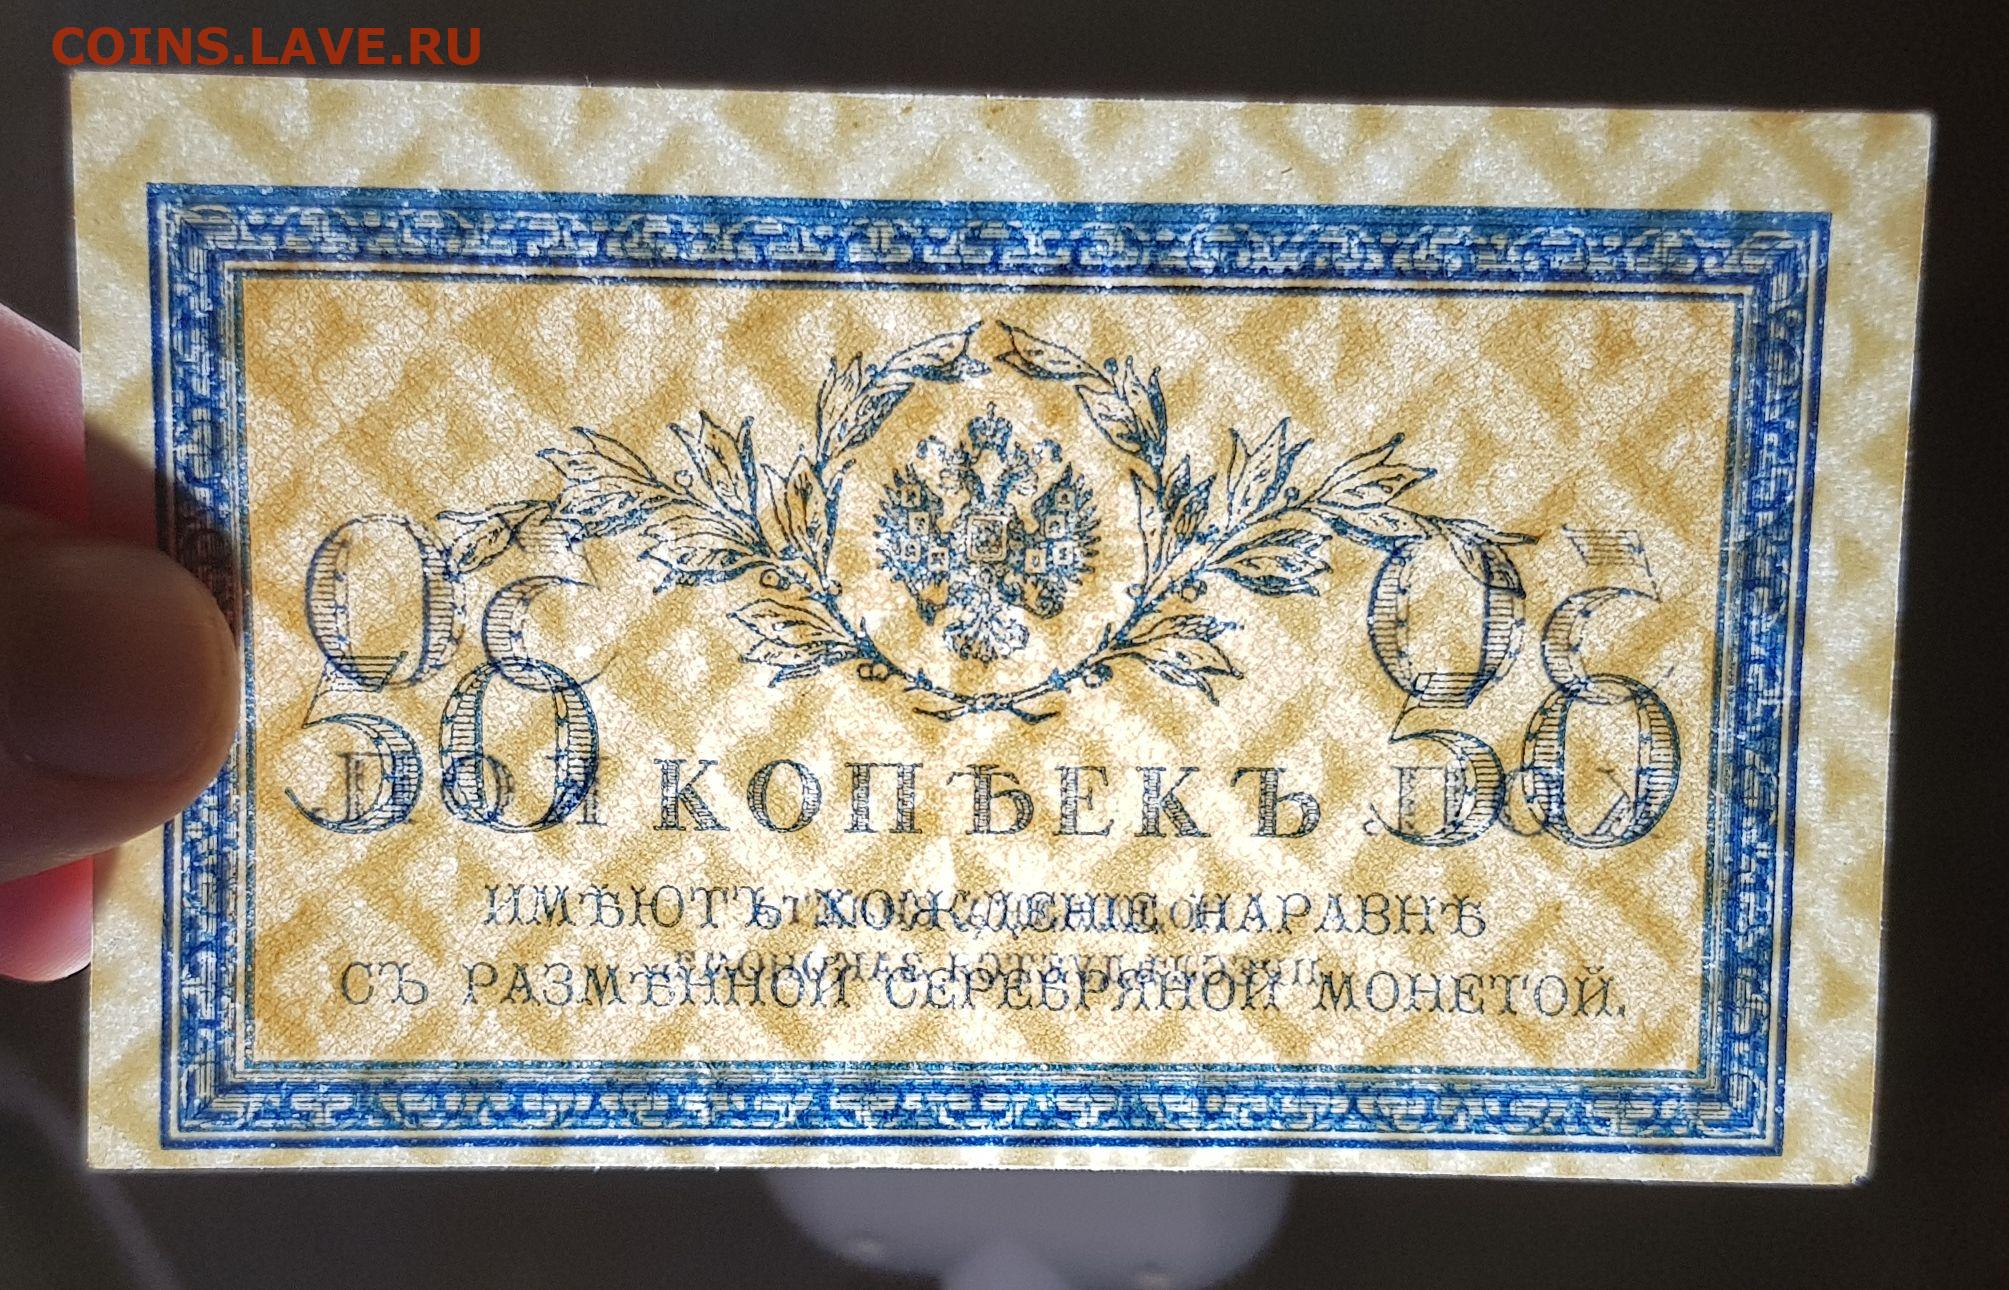 COINS.LAVE.RU
50 50
КОПѢЕКЪ
ИМѢЮТЪ ХОЖДЕНІЕ НАРАВНѢ
СЪ РАЗМѢННОЙ СЕРЕБРЯНОЙ МОНЕТОЙ.